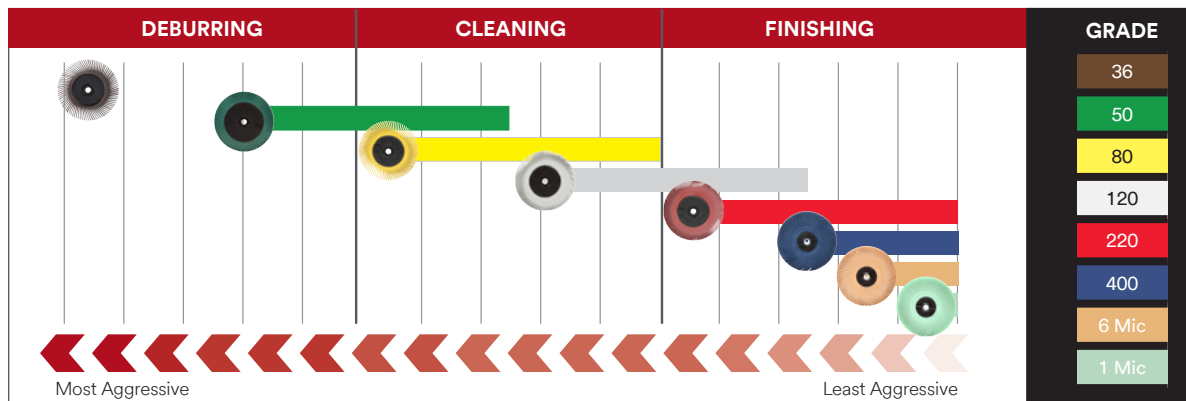 DEBURRING CLEANING FINISHING GRADE
36
50
80
120
220
400
6 Mic
1 Mic
Most Aggressive Least Aggressive